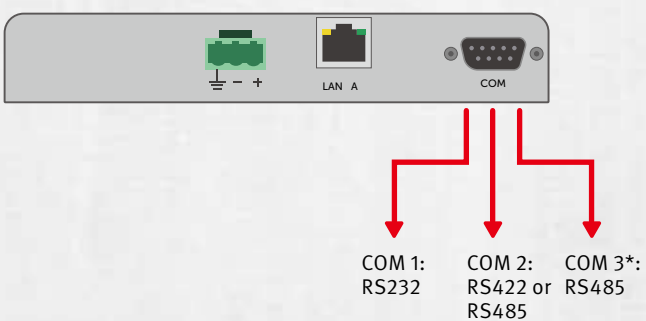 - +
LAN A
COM
COM 1:
RS232
COM 2:
RS422 or
RS485
COM 3*:
RS485